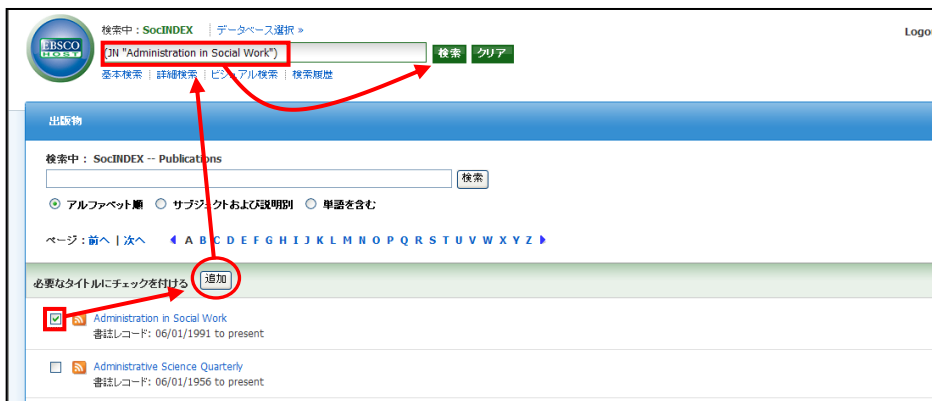 検索中：SocINDEX データベース選択 »
Logo
EBSCO
HOST
(JN "Administration in Social Work") 検索 クリア
基本検索 詳細検索 ビジュアル検索 検索履歴
出版物
検索中： SocINDEX -- Publications
検索
アルファベット順 サブジェクトおよび説明別 単語を含む
ページ：前へ | 次へ A B C D E F G H I J K L M N O P Q R S T U V W X Y Z
必要なタイトルにチェックを付ける 追加
Administration in Social Work
書誌レコード: 06/01/1991 to present
Administrative Science Quarterly
書誌レコード: 06/01/1956 to present